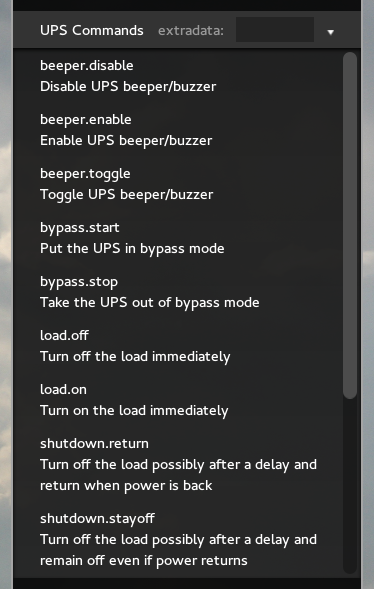 UPS Commands extradata:
beeper.disable
Disable UPS beeper/buzzer
beeper.enable
Enable UPS beeper/buzzer
beeper.toggle
Toggle UPS beeper/buzzer
bypass.start
Put the UPS in bypass mode
bypass.stop
Take the UPS out of bypass mode
load.off
Turn off the load immediately
load.on
Turn on the load immediately
shutdown.return
Turn off the load possibly after a delay and
return when power is back
shutdown.stayoff
Turn off the load possibly after a delay and
remain off even if power returns